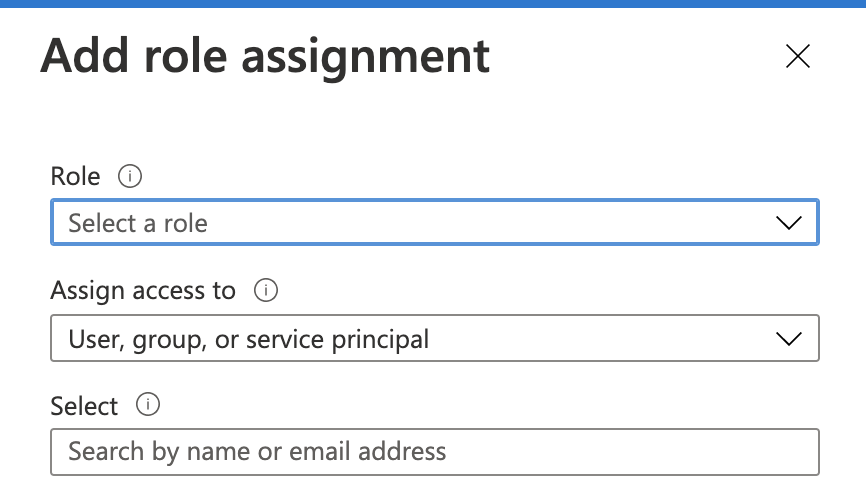 Add role assignment
Role
Select a role
Assign access to
User, group, or service principal
Select
Search by name or email address